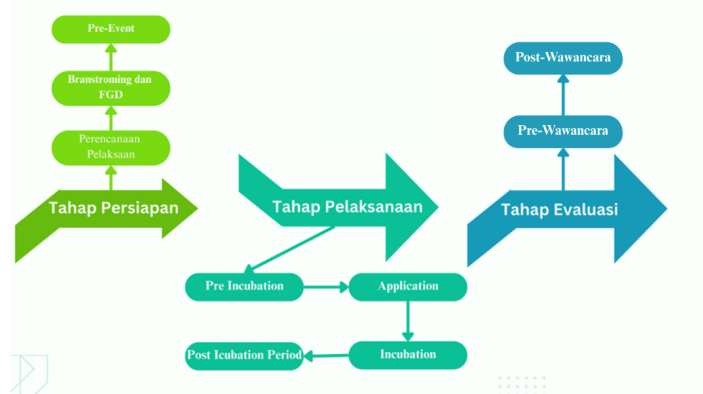 Pre-Event
Branstroming dan
FGD
Perencanaan
Pelaksaan
Tahap Persiapan
Tahap Pelaksanaan
Pre Incubation
Application
Incubation
Post Icubation Period
Post-Wawancara
Pre-Wawancara
Tahap Evaluasi